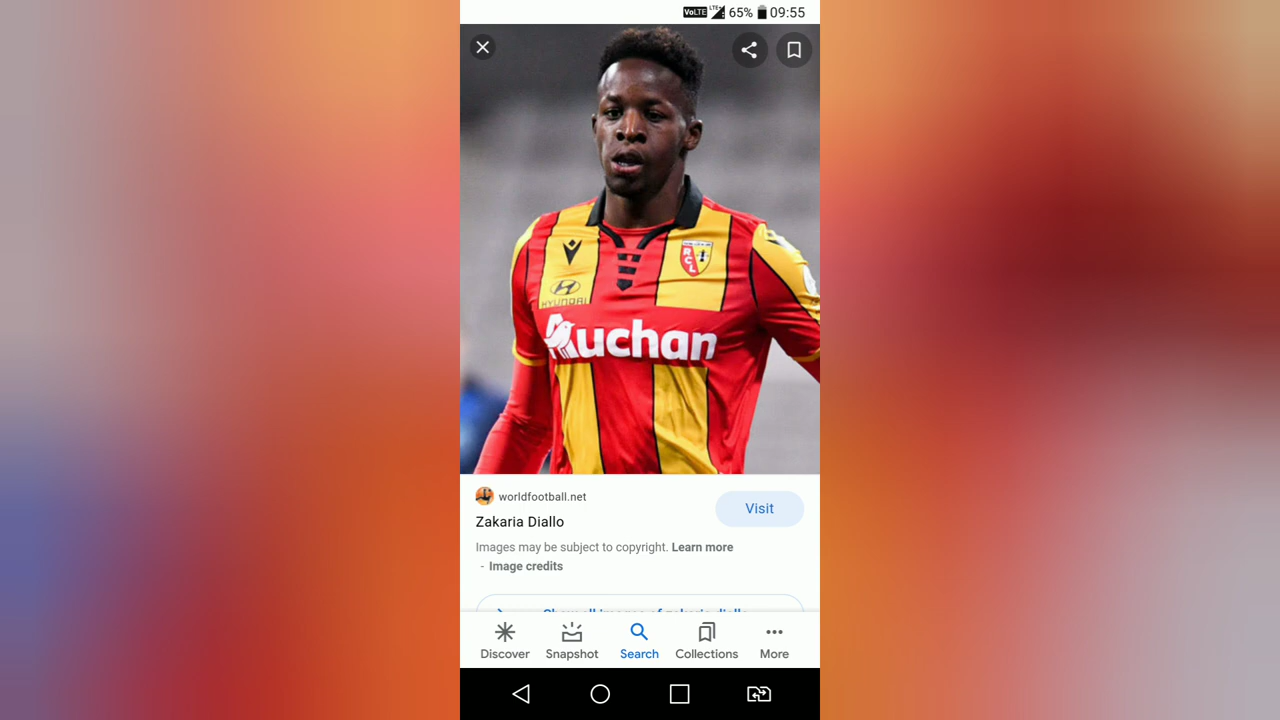 VoLTE LTE 65% 09:55
RCL
HYUNDAI
Auchan
worldfootball.net
Zakaria Diallo
Visit
Images may be subject to copyright. Learn more
- Image credits
Discover Snapshot Search Collections More